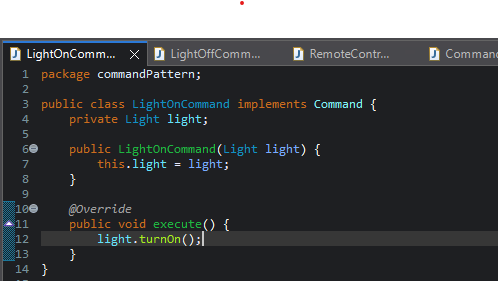 LightOnComm... LightOffComm... RemoteContr... Command
1 package commandPattern;
2
3 public class LightOnCommand implements Command {
4     private Light light;
5
6     public LightOnCommand(Light light) {
7         this.light = light;
8     }
9
10     @Override
11     public void execute() {
12         light.turnOn();
13     }
14 }